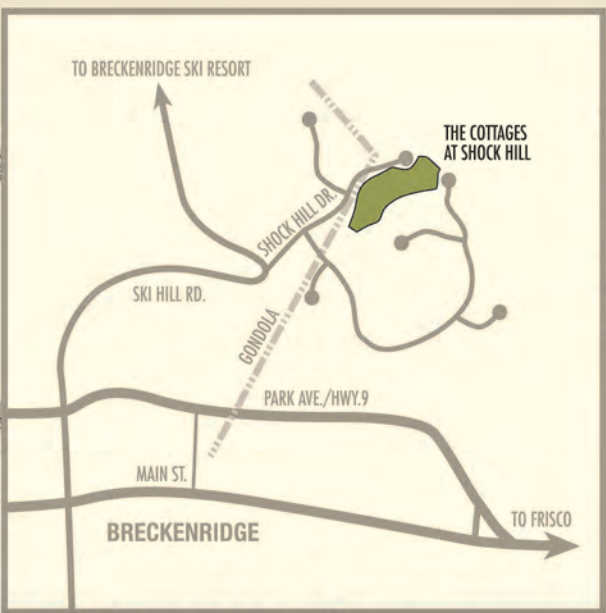 TO BRECKENRIDGE SKI RESORT
THE COTTAGES
AT SHOCK HILL
SHOCK HILL DR.
SKI HILL RD.
GONDOLA
PARK AVE./HWY.9
MAIN ST.
TO FRISCO
BRECKENRIDGE